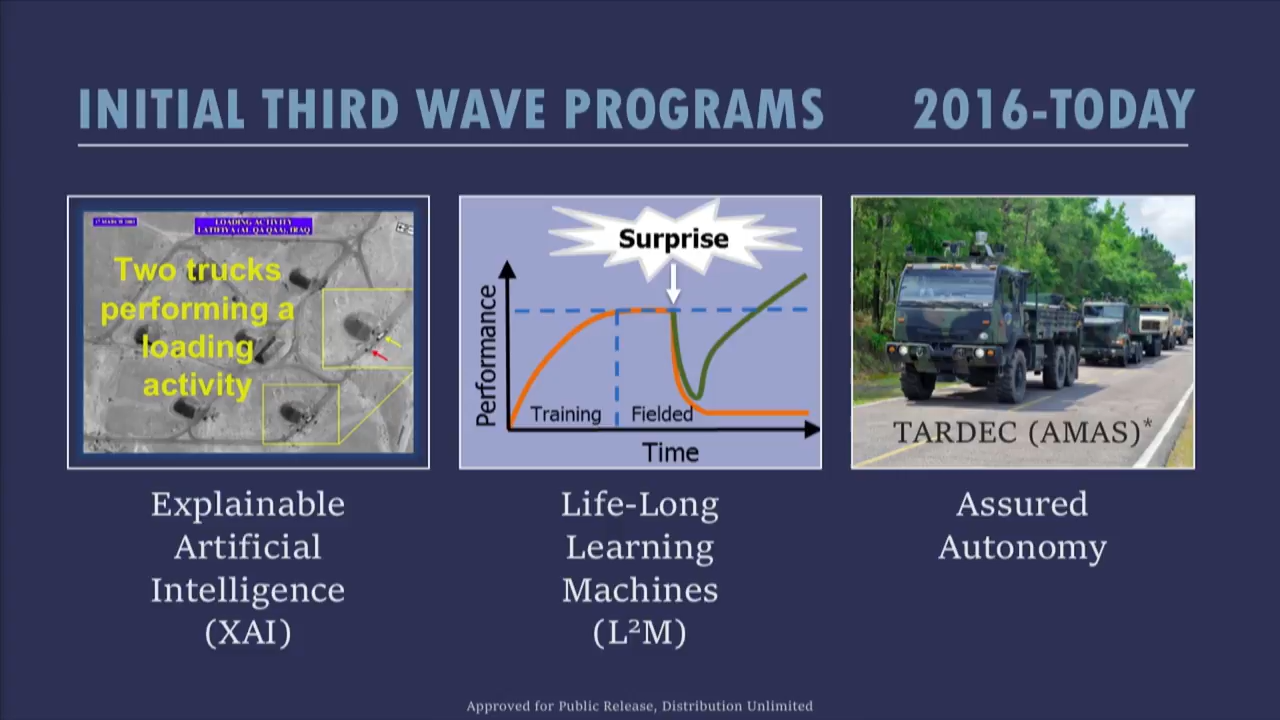 INITIAL THIRD WAVE PROGRAMS 2016-TODAY
LOADING ACTIVITY
Two trucks
performing a
loading
activity
Surprise
Performance
Training
Fielded
Time
TARDEC (AMAS)*
Explainable
Artificial
Intelligence
(XAI)
Life-Long
Learning
Machines
(L²M)
Assured
Autonomy
Approved for Public Release, Distribution Unlimited